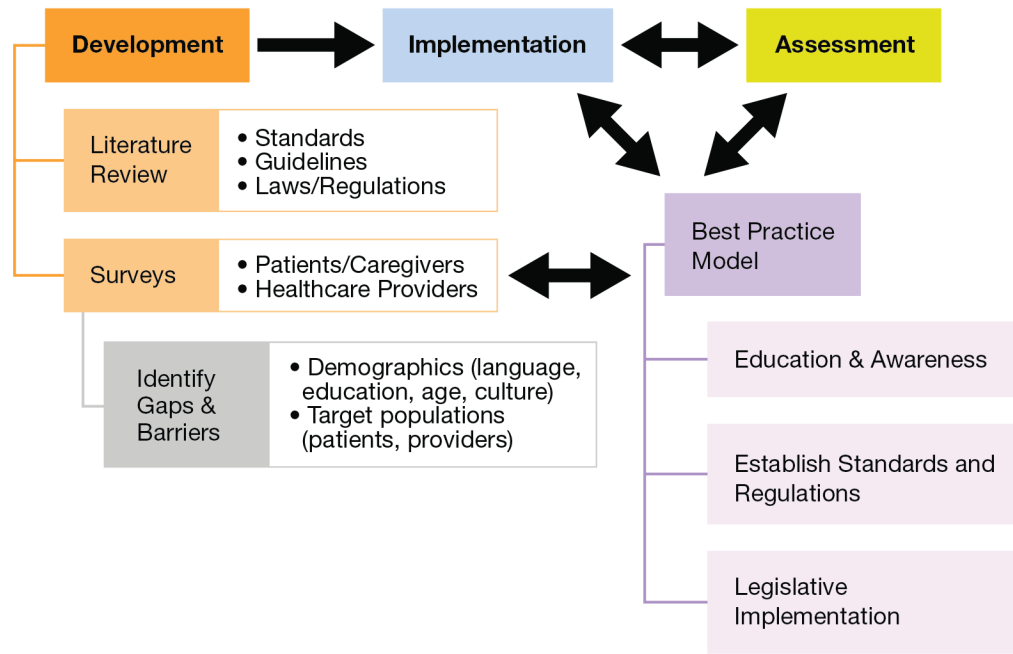 Development
Implementation
Assessment
Literature
Review
• Standards
• Guidelines
• Laws/Regulations
Surveys
• Patients/Caregivers
• Healthcare Providers
Identify
Gaps &
Barriers
• Demographics (language,
education, age, culture)
• Target populations
(patients, providers)
Best Practice
Model
Education & Awareness
Establish Standards and
Regulations
Legislative
Implementation